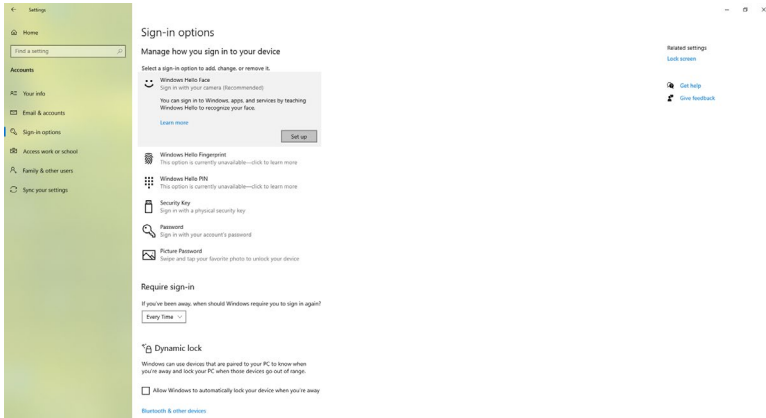 Settings
Home
Find a setting
Accounts
Your info
Email & accounts
Sign-in options
Access work or school
Family & other users
Sync your settings
Sign-in options
Manage how you sign in to your device
Select a sign-in option to add, change, or remove it.
Windows Hello Face
Sign in with your camera (Recommended)
You can sign in to Windows, apps, and services by teaching
Windows Hello to recognize your face.
Learn more
Set up
Windows Hello Fingerprint
This option is currently unavailable—click to learn more
Windows Hello PIN
This option is currently unavailable—click to learn more
Security Key
Sign in with a physical security key
Password
Sign in with your account's password
Picture Password
Swipe and tap your favorite photo to unlock your device
Require sign-in
If you've been away, when should Windows require you to sign in again?
Every Time
Dynamic lock
Windows can use devices that are paired to your PC to know when
you're away and lock your PC when those devices go out of range.
Allow Windows to automatically lock your device when you're away
Bluetooth & other devices
Related settings
Lock screen
Get help
Give feedback